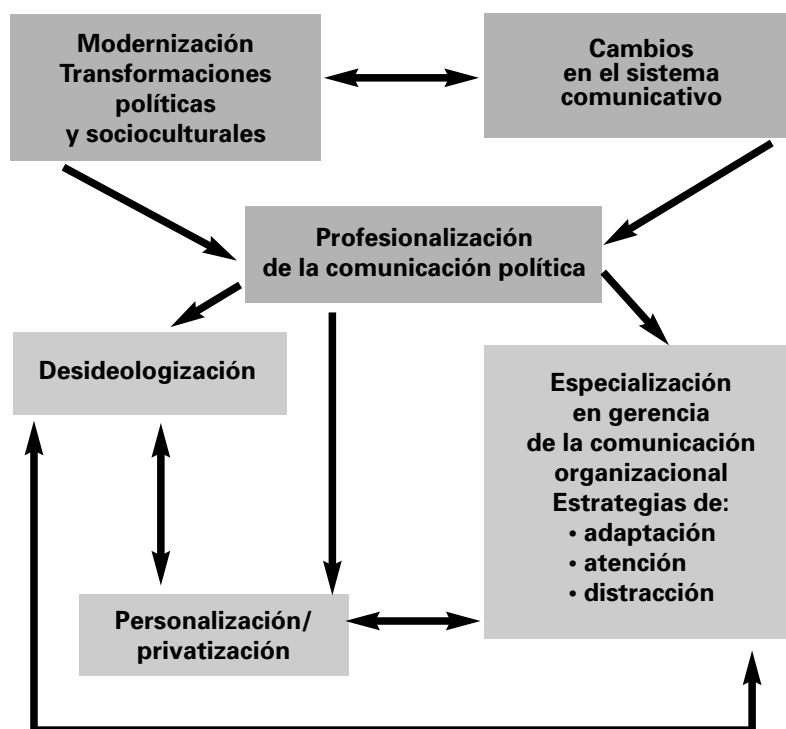 Modernización
Transformaciones
políticas
y socioculturales
Cambios
en el sistema
comunicativo
Profesionalización
de la comunicación política
Desideologización
Especialización
en gerencia
de la comunicación
organizacional
Estrategias de:
• adaptación
• atención
• distracción
Personalización/
privatización